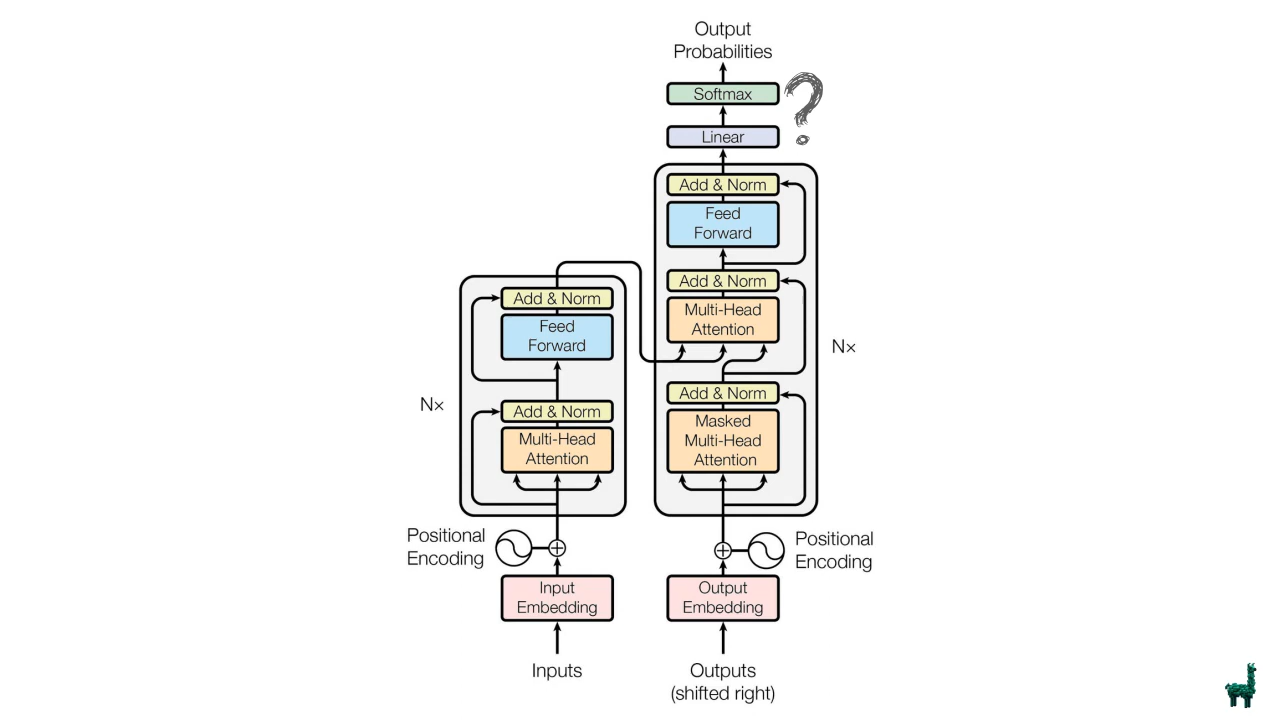 Output
Probabilities
Softmax
?
Linear
Add & Norm
Feed
Forward
Add & Norm
Multi-Head
Attention
Add & Norm
Masked
Multi-Head
Attention
Nx
Positional
Encoding
Output
Embedding
Outputs
(shifted right)
Add & Norm
Feed
Forward
Add & Norm
Multi-Head
Attention
Nx
Positional
Encoding
Input
Embedding
Inputs